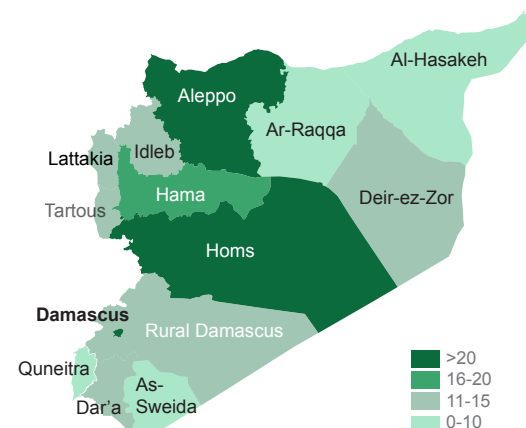 Al-Hasakeh
Aleppo
Ar-Raqqa
Idleb
Lattakia
Hama
Deir-ez-Zor
Tartous
Homs
Damascus
Rural Damascus
Quneitra
As-
Sweida
Dar'a
>20
16-20
11-15
0-10